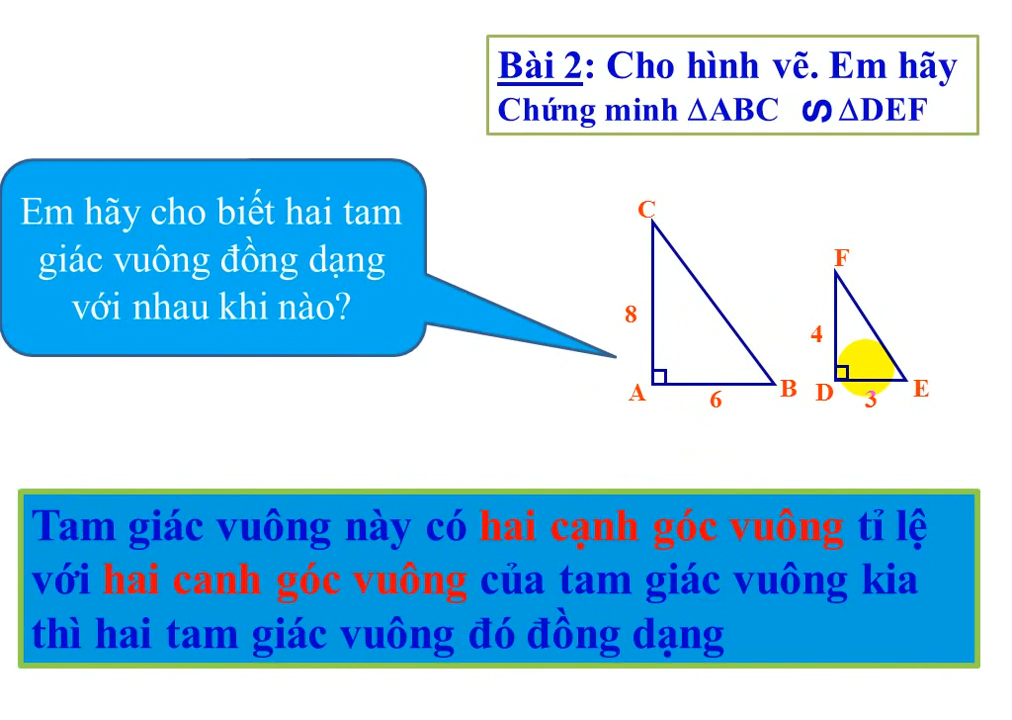 Bài 2: Cho hình vẽ. Em hãy
Chứng minh ΔABC ∽ ΔDEF
Em hãy cho biết hai tam
giác vuông đồng dạng
với nhau khi nào?
C
F
8
4
A
6
B
D
3
E
Tam giác vuông này có hai cạnh góc vuông tỉ lệ
với hai canh góc vuông của tam giác vuông kia
thì hai tam giác vuông đó đồng dạng